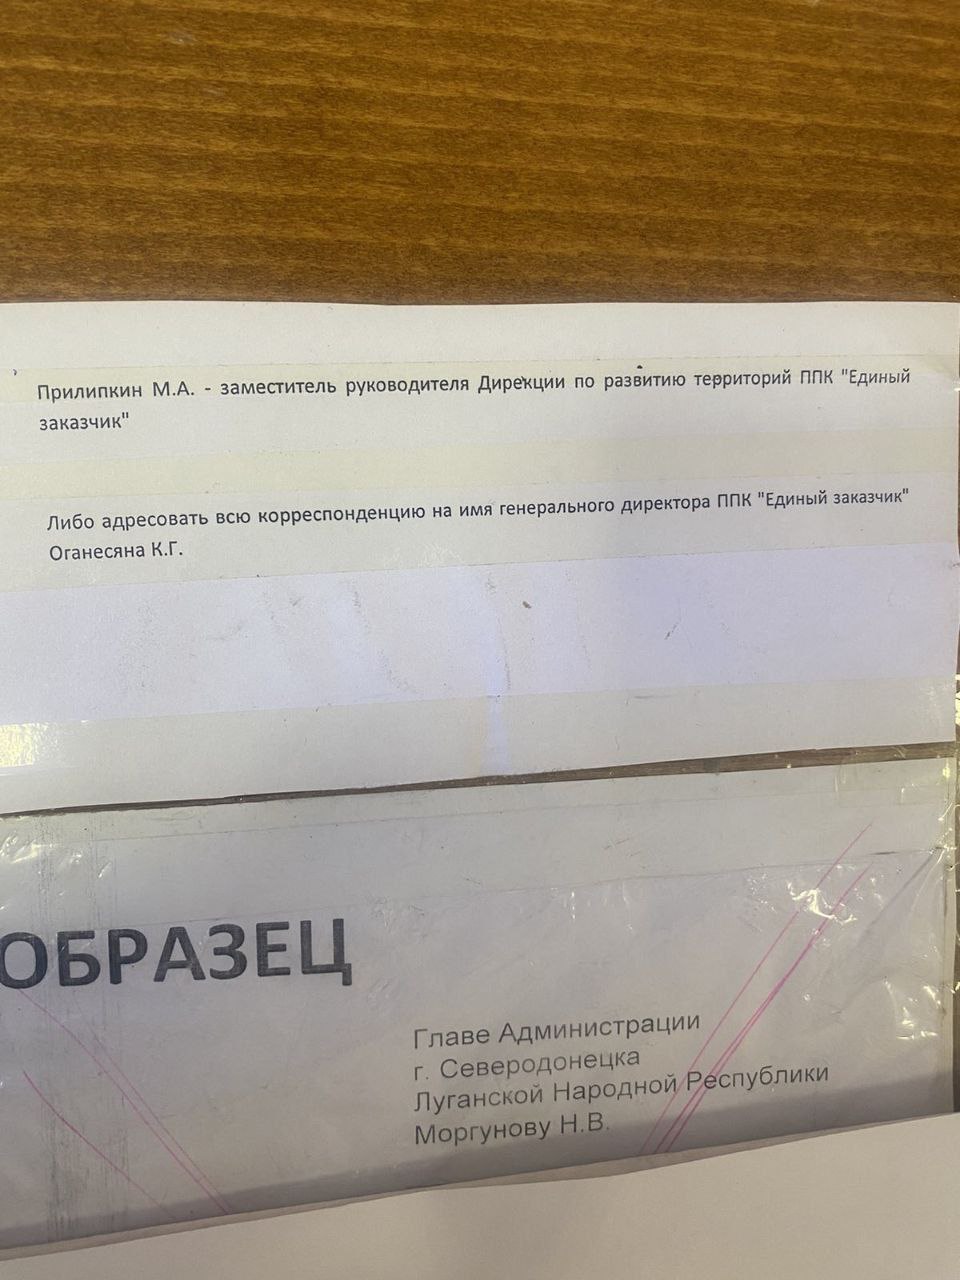 Прилипкин М.А. - заместитель руководителя Дирекции по развитию территорий ППК "Единый
заказчик"
Либо адресовать всю корреспонденцию на имя генерального директора ППК "Единый заказчик"
Оганесяна К.Г.
ОБРАЗЕЦ
Главе Администрации
г. Северодонецка
Луганской Народной Республики
Моргунову Н.В.